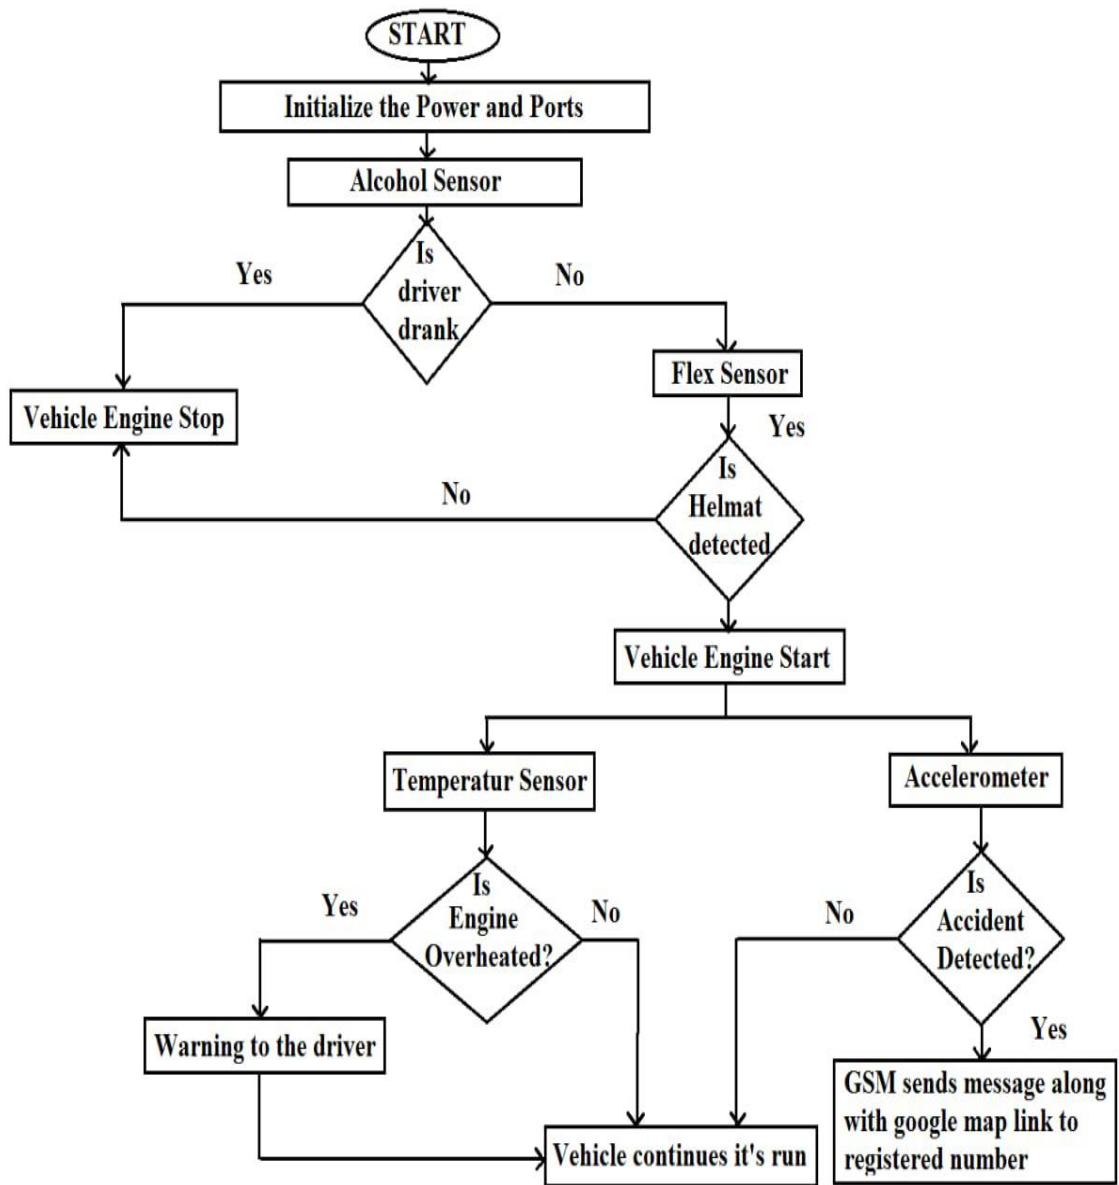 START
Initialize the Power and Ports
Alcohol Sensor
Is
driver
drank
Yes
No
Flex Sensor
Vehicle Engine Stop
Yes
Is
Helmat
detected
No
Vehicle Engine Start
Temperatur Sensor
Accelerometer
Is
Engine
Overheated?
Yes
No
Is
Accident
Detected?
No
Yes
Warning to the driver
GSM sends message along
with google map link to
registered number
Vehicle continues it's run